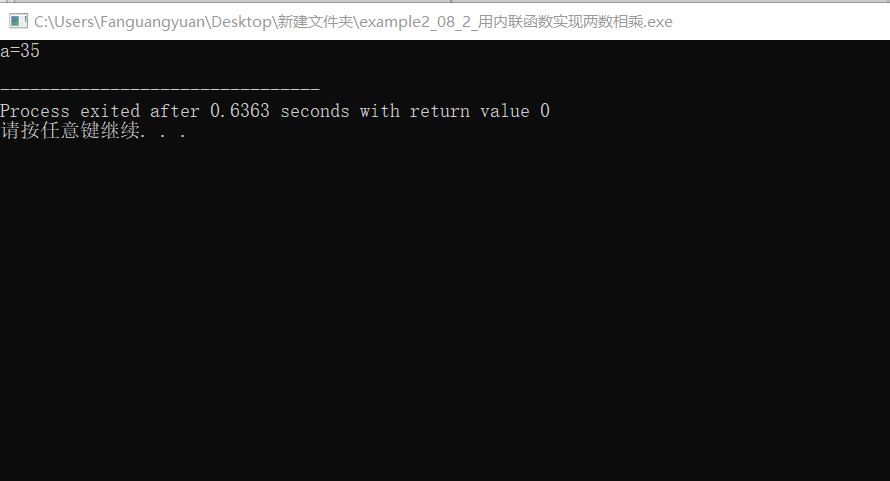 C:\Users\Fanguangyuan\Desktop\新建文件夹\example2_08_2_用内联函数实现两数相乘.exe
a=35
--------------------------------
Process exited after 0.6363 seconds with return value 0
请按任意键继续. . .